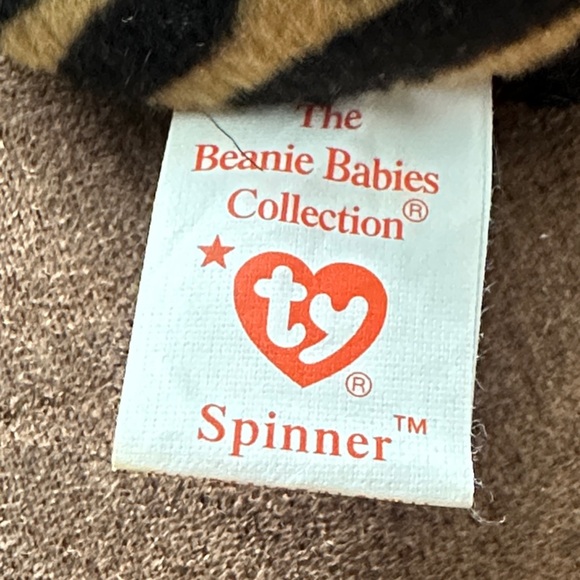 The
Beanie Babies
Collection®
ty
®
Spinner™